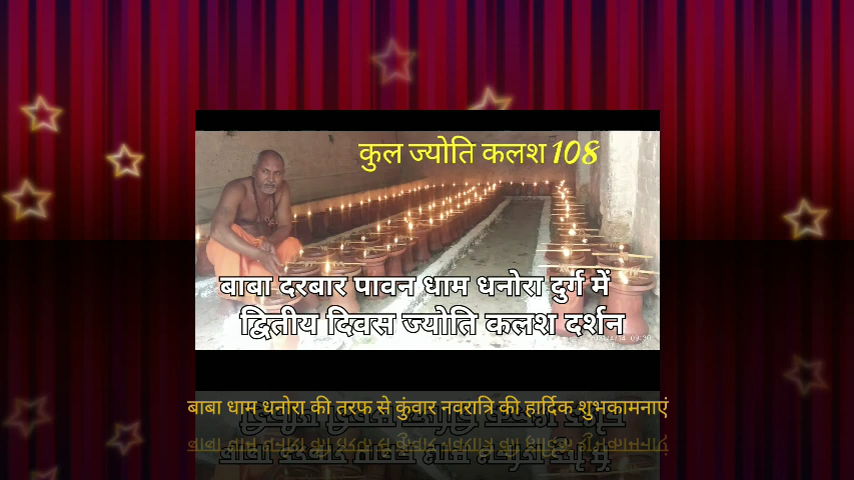 कुल ज्योति कलश 108
बाबा दरबार पावन धाम धनोरा दुर्ग में
द्वितीय दिवस ज्योति कलश दर्शन
बाबा धाम धनोरा की तरफ से कुंवार नवरात्रि की हार्दिक शुभकामनाएं